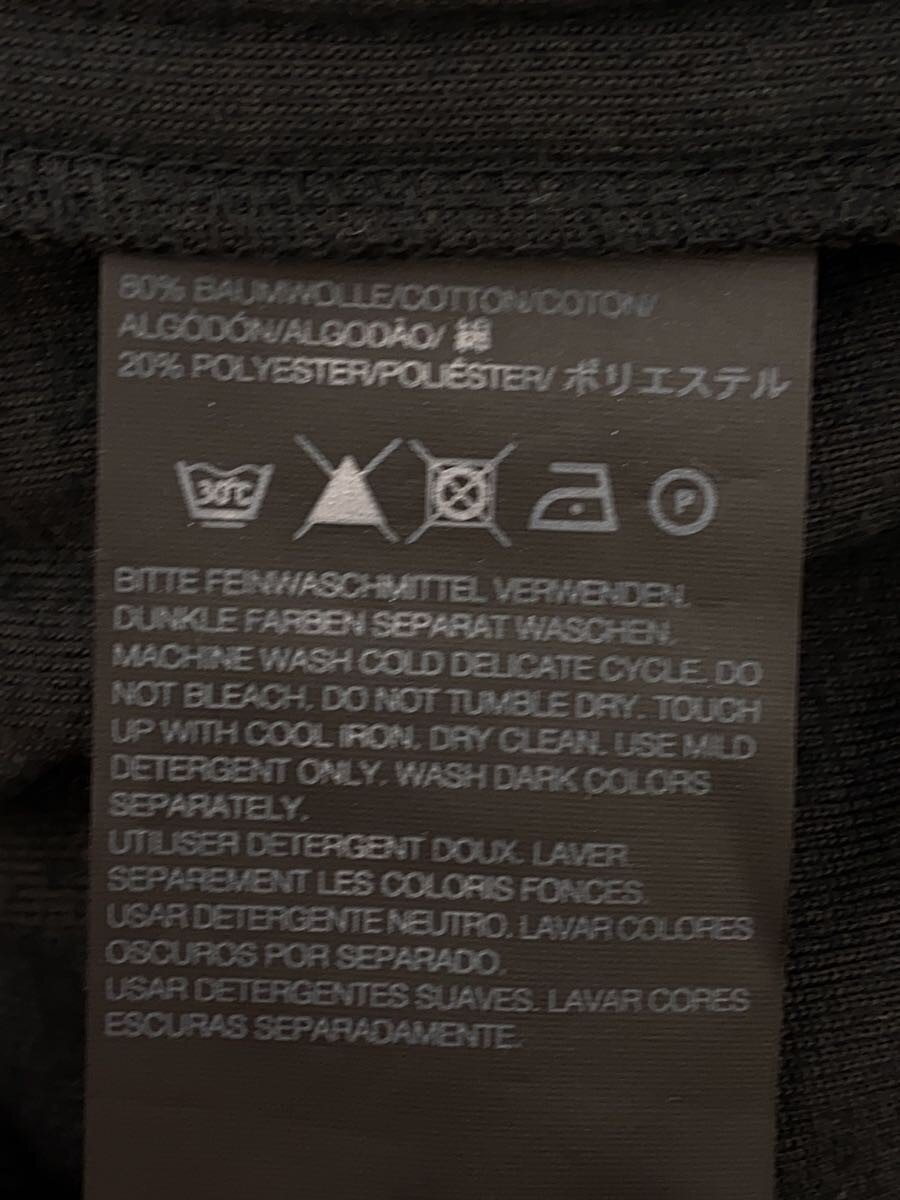 80% BAUMWOLLE/COTTON/COTON/
ALGÓDÓN/ALGODÃO/ 綿
20% POLYESTER/POLIÉSTER/ ポリエステル
30°C P
BITTE FEINWASCHMITTEL VERWENDEN.
DUNKLE FARBEN SEPARAT WASCHEN.
MACHINE WASH COLD DELICATE CYCLE. DO
NOT BLEACH. DO NOT TUMBLE DRY. TOUCH
UP WITH COOL IRON. DRY CLEAN. USE MILD
DETERGENT ONLY. WASH DARK COLORS
SEPARATELY.
UTILISER DETERGENT DOUX. LAVER
SEPAREMENT LES COLORIS FONCES.
USAR DETERGENTE NEUTRO. LAVAR COLORES
OSCUROS POR SEPARADO.
USAR DETERGENTES SUAVES. LAVAR CORES
ESCURAS SEPARADAMENTE.